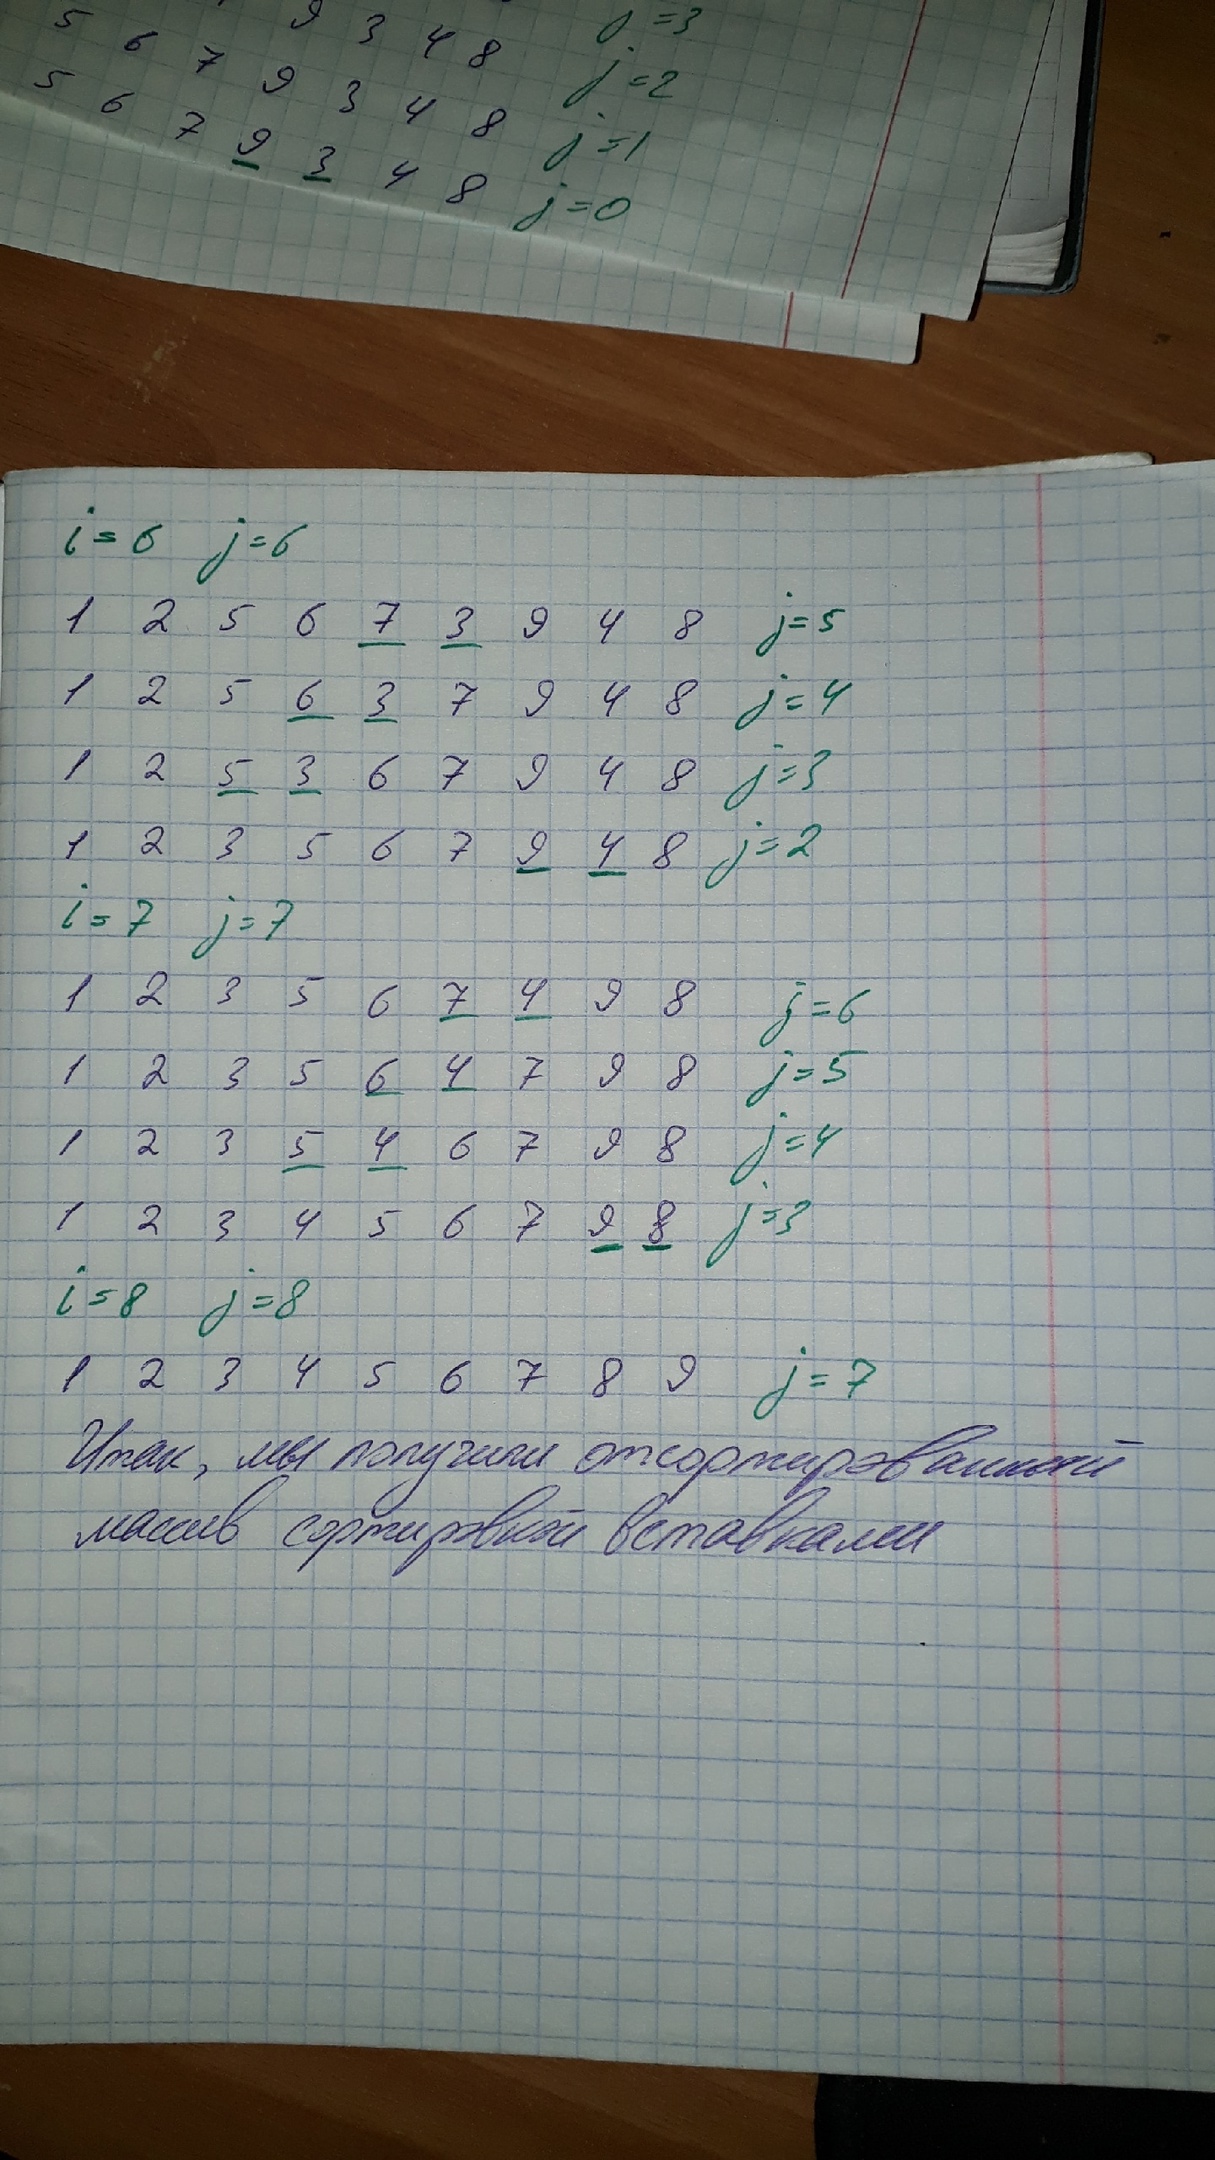 5 9 3 4 8 j=3
6 7 9 3 4 8 j=2
5 6 7 9 3 4 8 j=1
j=0
i=6 j=6
1 2 5 6 7 3 9 4 8 j=5
1 2 5 6 3 7 9 4 8 j=4
1 2 5 3 6 7 9 4 8 j=3
1 2 3 5 6 7 9 4 8 j=2
i=7 j=7
1 2 3 5 6 7 4 9 8 j=6
1 2 3 5 6 4 7 9 8 j=5
1 2 3 5 4 6 7 9 8 j=4
1 2 3 4 5 6 7 9 8 j=3
i=8 j=8
1 2 3 4 5 6 7 8 9 j=7
Итак, мы получили отсортированный
массив сортировкой вставками